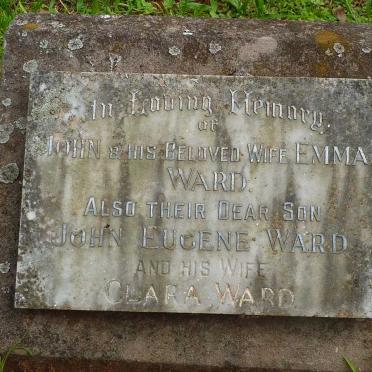 In Loving Memory.
of
JOHN & HIS BELOVED WIFE EMMA
WARD.
ALSO THEIR DEAR SON
JOHN EUGENE WARD
AND HIS WIFE
CLARA WARD